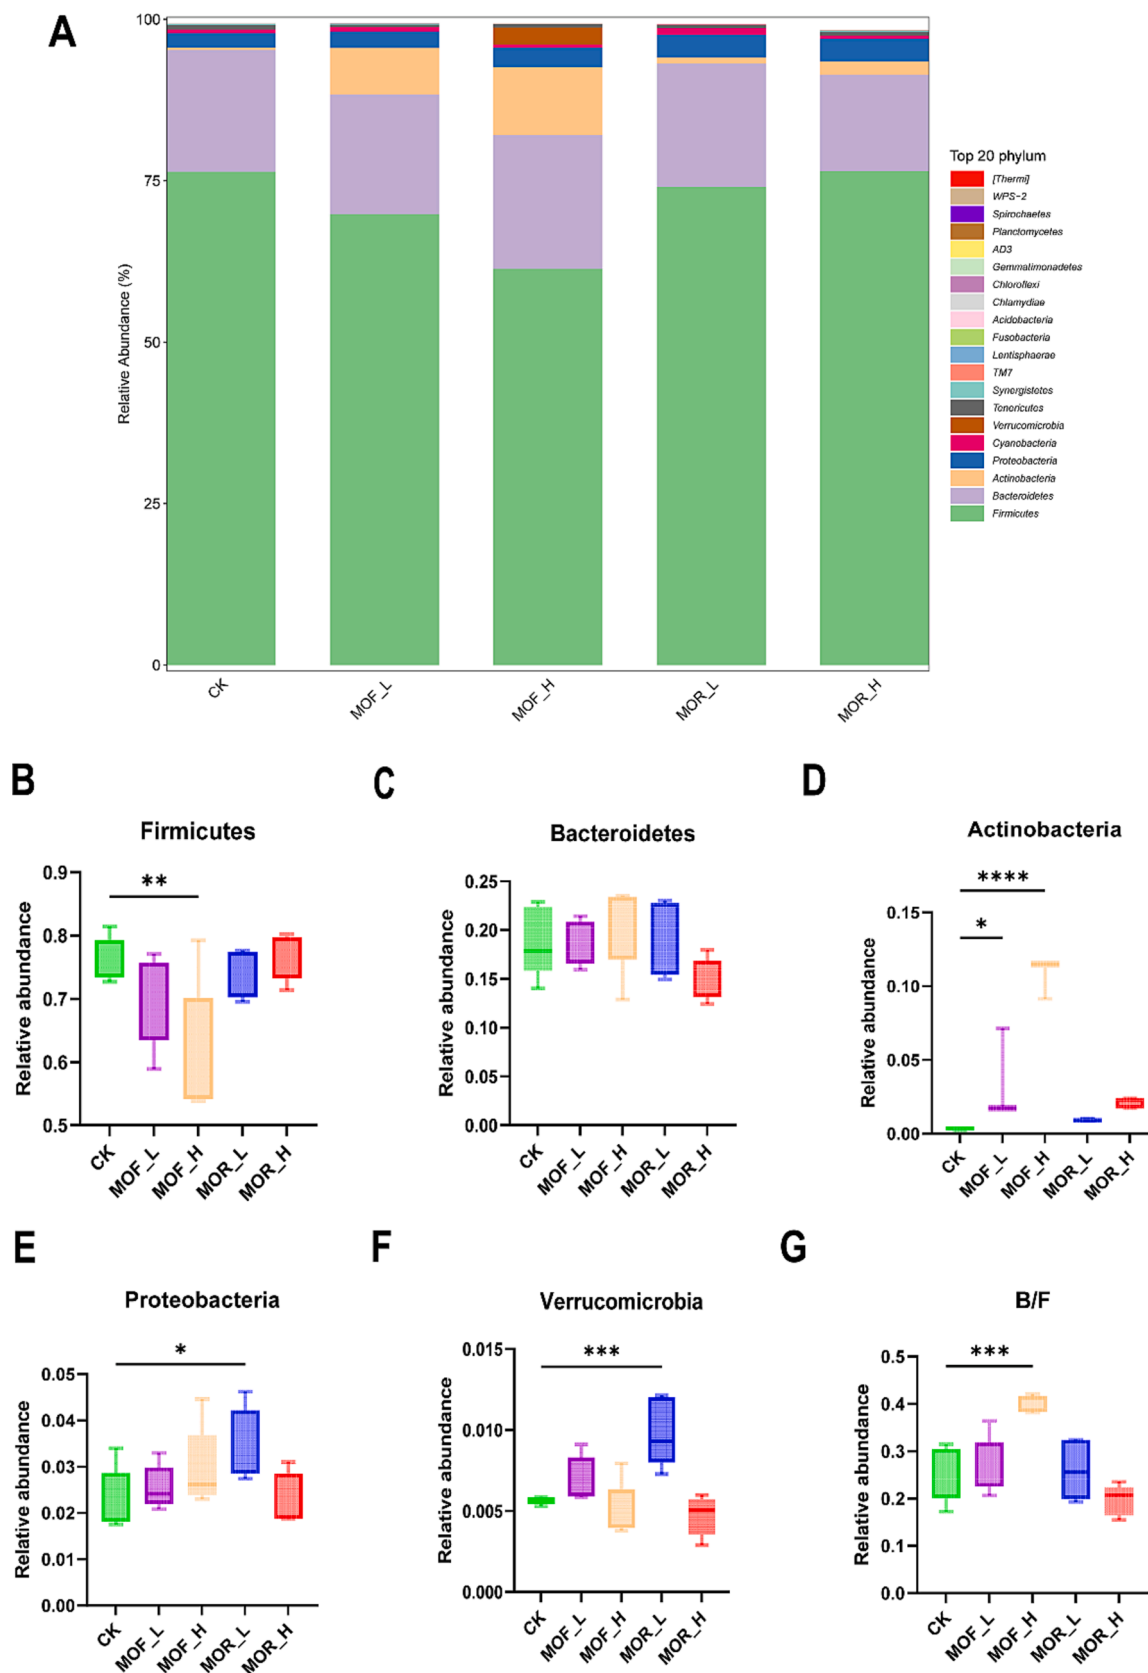 A
100
75
50
25
0
Relative Abundance (%)
CK
MOF_L
MOF_H
MOR_L
MOR_H
Top 20 phylum
[Thermi]
WPS-2
Spirochaetes
Planctomycetes
AD3
Gemmatimonadetes
Chloroflexi
Chlamydiae
Acidobacteria
Fusobacteria
Lentisphaerae
TM7
Synergistetes
Tenericutes
Verrucomicrobia
Cyanobacteria
Proteobacteria
Actinobacteria
Bacteroidetes
Firmicutes
B
Firmicutes
**
0.9
0.8
0.7
0.6
0.5
Relative abundance
CK
MOF_L
MOF_H
MOR_L
MOR_H
C
Bacteroidetes
0.25
0.20
0.15
0.10
0.05
0.00
Relative abundance
CK
MOF_L
MOF_H
MOR_L
MOR_H
D
Actinobacteria
****
*
0.15
0.10
0.05
0.00
Relative abundance
CK
MOF_L
MOF_H
MOR_L
MOR_H
E
Proteobacteria
*
0.05
0.04
0.03
0.02
0.01
0.00
Relative abundance
CK
MOF_L
MOF_H
MOR_L
MOR_H
F
Verrucomicrobia
***
0.015
0.010
0.005
0.000
Relative abundance
CK
MOF_L
MOF_H
MOR_L
MOR_H
G
B/F
***
0.5
0.4
0.3
0.2
0.1
0.0
Relative abundance
CK
MOF_L
MOF_H
MOR_L
MOR_H